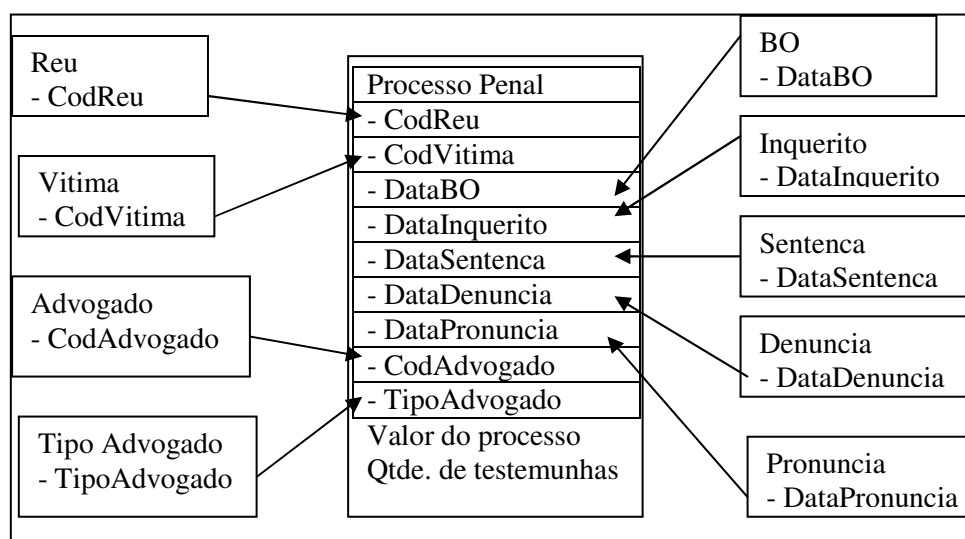 Reu
- CodReu
Vitima
- CodVitima
Advogado
- CodAdvogado
Tipo Advogado
- TipoAdvogado
Processo Penal
- CodReu
- CodVitima
- DataBO
- DataInquerito
- DataSentenca
- DataDenuncia
- DataPronuncia
- CodAdvogado
- TipoAdvogado
Valor do processo
Qtde. de testemunhas
BO
- DataBO
Inquerito
- DataInquerito
Sentenca
- DataSentenca
Denuncia
- DataDenuncia
Pronuncia
- DataPronuncia